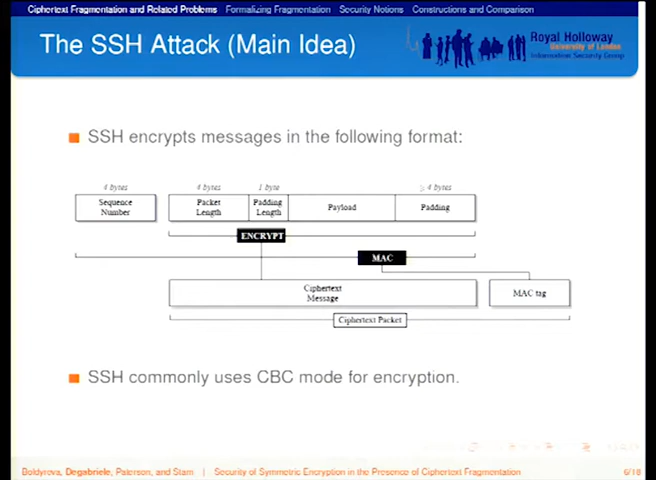 Ciphertext Fragmentation and Related Problems Formalizing Fragmentation Security Notions Constructions and Comparison
The SSH Attack (Main Idea)
Royal Holloway
University of London
Information Security Group
SSH encrypts messages in the following format:
4 bytes 4 bytes 1 byte ≥ 4 bytes
Sequence Number Packet Length Padding Length Payload Padding
ENCRYPT
MAC
Ciphertext Message MAC tag
Ciphertext Packet
SSH commonly uses CBC mode for encryption.
Boldyreva, Degabriele, Paterson, and Stam | Security of Symmetric Encryption in the Presence of Ciphertext Fragmentation 6/18